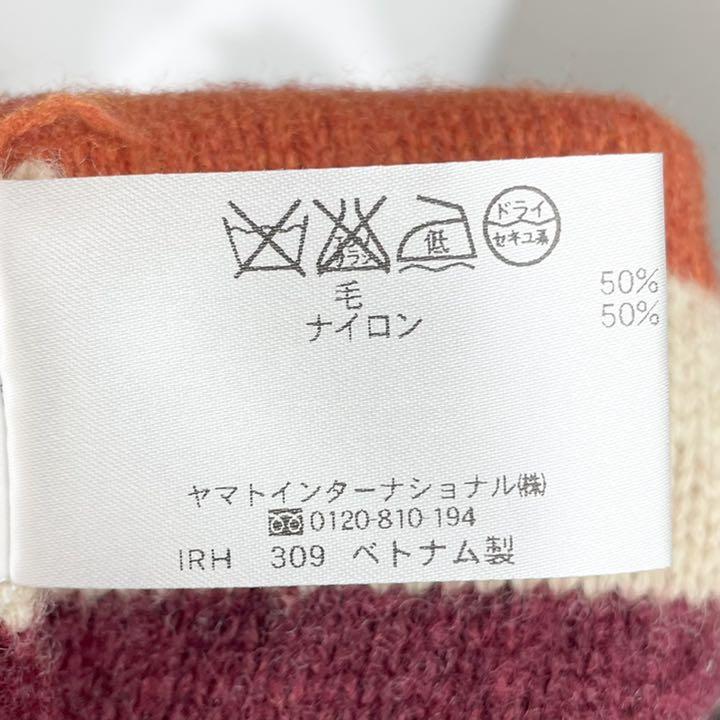 低 ドライ
セキユ系
毛 50%
ナイロン 50%
ヤマトインターナショナル㈱
0120-810-194
IRH 309 ベトナム製